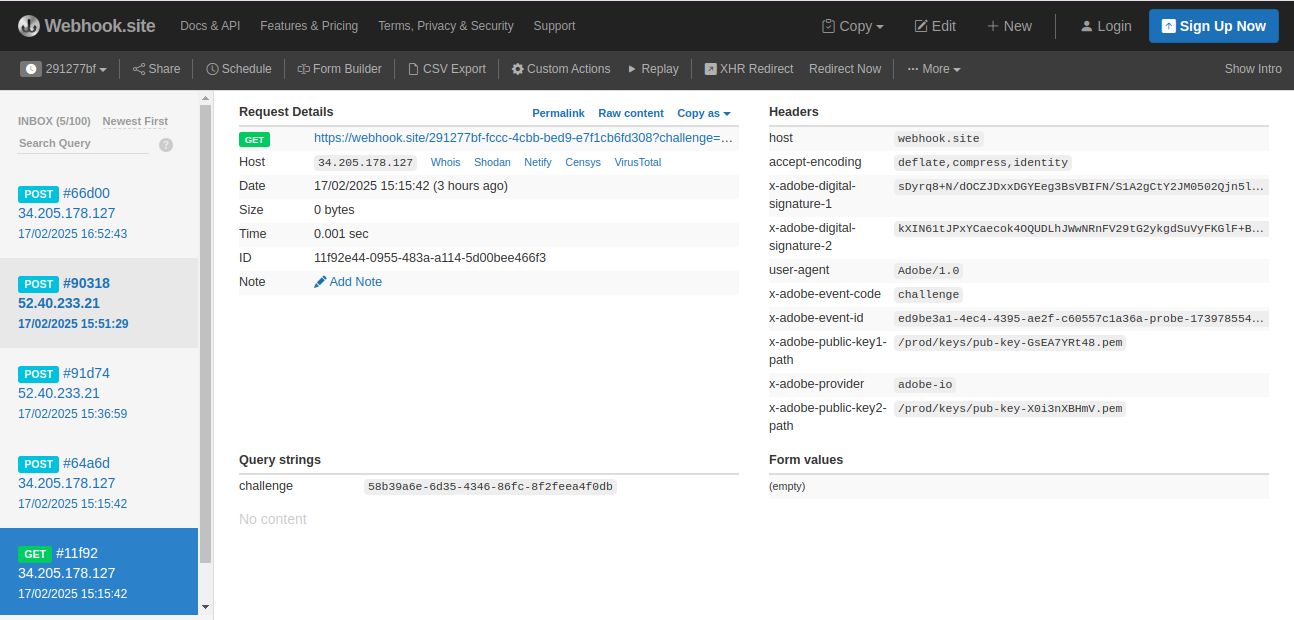 Webhook.site Docs & API Features & Pricing Terms, Privacy & Security Support Copy Edit New Login Sign Up Now
291277bf Share Schedule Form Builder CSV Export Custom Actions Replay XHR Redirect Redirect Now More Show Intro
INBOX (5/100) Newest First
Search Query ?
POST #66d00
34.205.178.127
17/02/2025 16:52:43
POST #90318
52.40.233.21
17/02/2025 15:51:29
POST #91d74
52.40.233.21
17/02/2025 15:36:59
POST #64a6d
34.205.178.127
17/02/2025 15:15:42
GET #11f92
34.205.178.127
17/02/2025 15:15:42
Request Details Permalink Raw content Copy as
GET https://webhook.site/291277bf-fccc-4cbb-bed9-e7f1cb6fd308?challenge=...
Host 34.205.178.127 Whois Shodan Netify Censys VirusTotal
Date 17/02/2025 15:15:42 (3 hours ago)
Size 0 bytes
Time 0.001 sec
ID 11f92e44-0955-483a-a114-5d00bee466f3
Note Add Note
Headers
host webhook.site
accept-encoding deflate,compress,identity
x-adobe-digital- sDyrq8+N/dOCZJDxxDGYEeg3BsVBIFN/S1A2gCtY2JM0502Qjn5l...
signature-1
x-adobe-digital- kXIN61tJPxYCaecok4OQUDLhJWwNRnFV29tG2ykgdSuVyFKGlF+B...
signature-2
user-agent Adobe/1.0
x-adobe-event-code challenge
x-adobe-event-id ed9be3a1-4ec4-4395-ae2f-c60557c1a36a-probe-173978554...
x-adobe-public-key1- /prod/keys/pub-key-GsEA7YRt48.pem
path
x-adobe-provider adobe-io
x-adobe-public-key2- /prod/keys/pub-key-X0i3nXBHmV.pem
path
Query strings
challenge 58b39a6e-6d35-4346-86fc-8f2feea4f0db
No content
Form values
(empty)